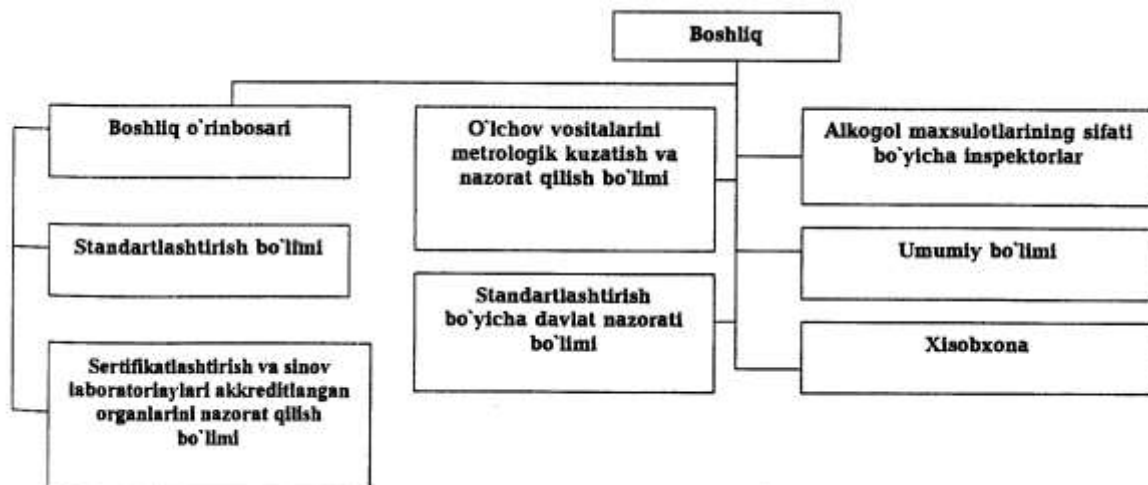 Boshliq
Boshliq o`rinbosari
Standartlashtirish bo`limi
Sertifikatlashtirish va sinov
laboratoriaylari akkreditlangan
organlarini nazorat qilish
bo`limi
O`lchov vositalarini
metrologik kuzatish va
nazorat qilish bo`limi
Standartlashtirish
bo`yicha davlat nazorati
bo`limi
Alkogol maxsulotlarining sifati
bo`yicha inspektorlar
Umumiy bo`limi
Xisobxona